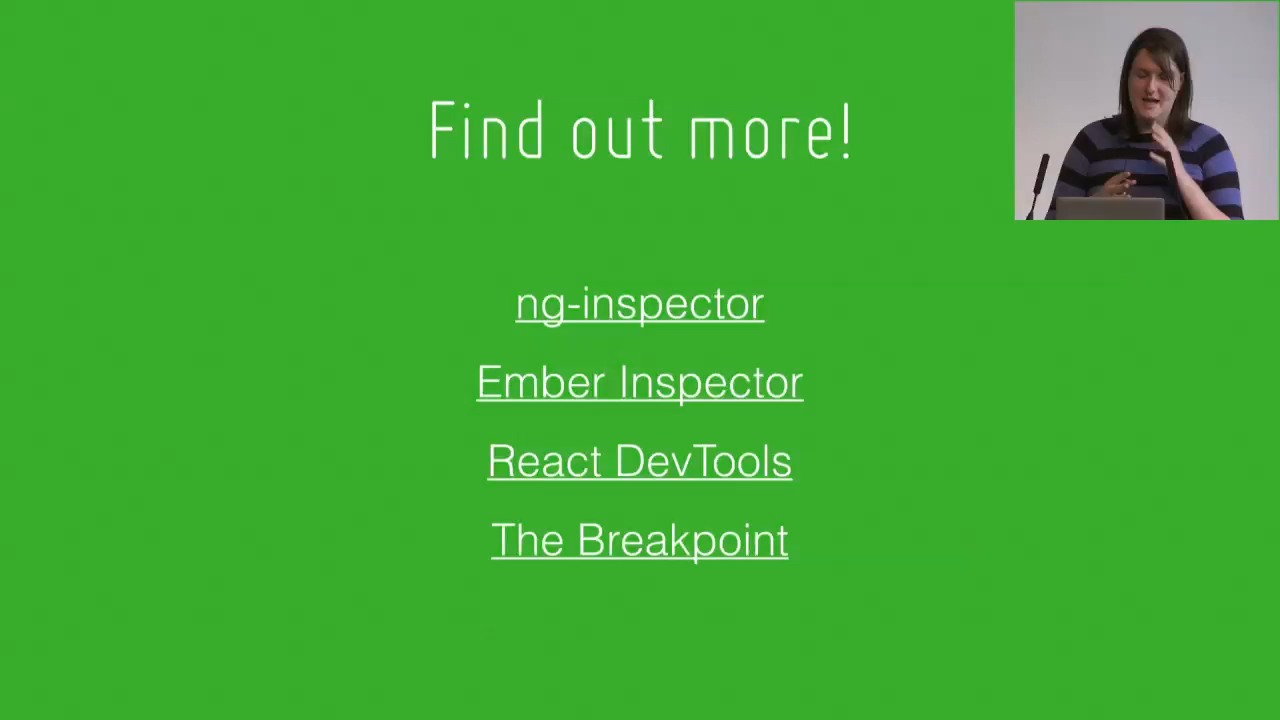 Find out more!
ng-inspector
Ember Inspector
React DevTools
The Breakpoint